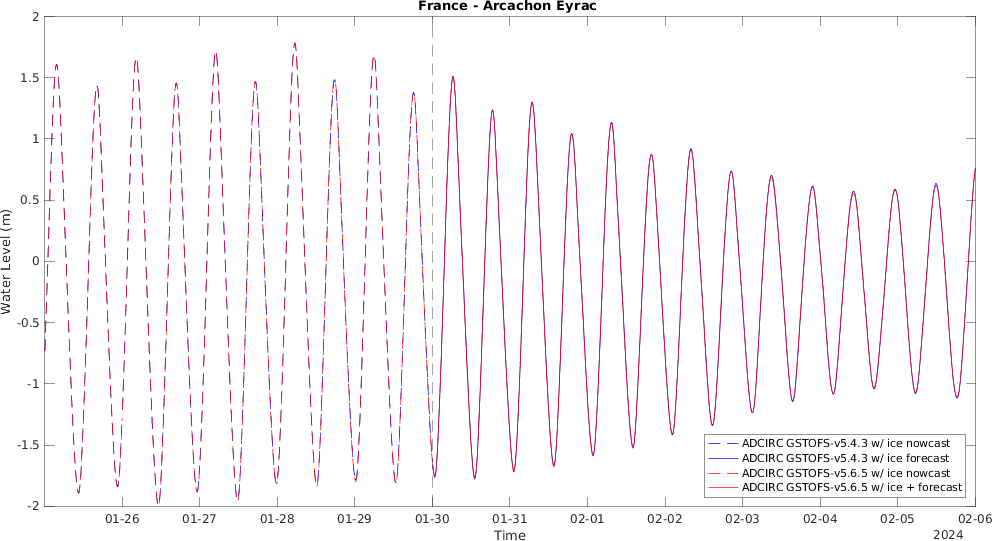 France - Arcachon Eyrac
2
1.5
1
0.5
0
-0.5
-1
-1.5
-2
Water Level (m)
ADCIRC GSTOFS-v5.4.3 w/ ice nowcast
ADCIRC GSTOFS-v5.4.3 w/ ice forecast
ADCIRC GSTOFS-v5.6.5 w/ ice nowcast
ADCIRC GSTOFS-v5.6.5 w/ ice + forecast
01-26 01-27 01-28 01-29 01-30 01-31 02-01 02-02 02-03 02-04 02-05 02-06
Time
2024